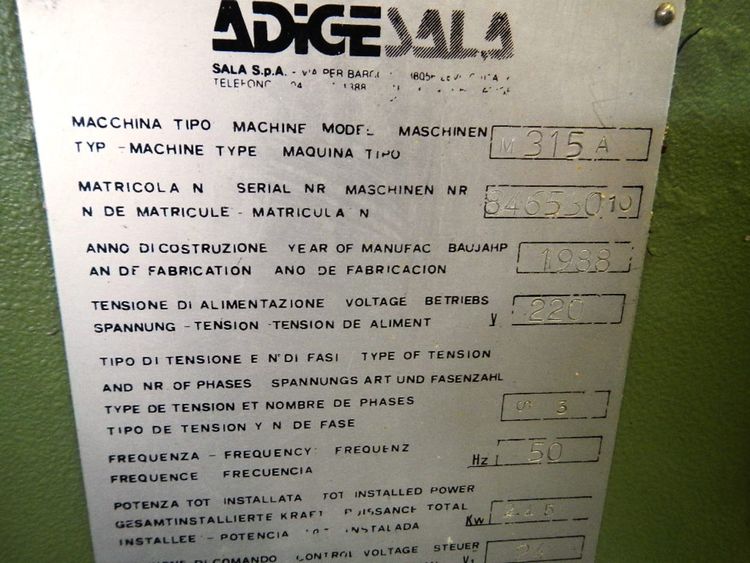 ADIGE SALA
SALA S.p.A. - VIA PER
MACCHINA TIPO MACHINE MODEL MASCHINEN
TYP - MACHINE TYPE MAQUINA TIPO M 315 A
MATRICOLA N SERIAL NR MASCHINEN NR
N DE MATRICULE - MATRICULA N 84653010
ANNO DI COSTRUZIONE YEAR OF MANUFAC BAUJAHR
AN DE FABRICATION ANO DE FABRICACION 1988
TENSIONE DI ALIMENTAZIONE VOLTAGE BETRIEBS
SPANNUNG - TENSION - TENSION DE ALIMENT V 220
TIPO DI TENSIONE E N° DI FASI TYPE OF TENSION
AND NR OF PHASES SPANNUNGS ART UND FASENZAHL
TYPE DE TENSION ET NOMBRE DE PHASES
TIPO DE TENSION Y N DE FASE 3
FREQUENZA - FREQUENCY FREQUENZ
FREQUENCE FRECUENCIA Hz 50
POTENZA TOT INSTALLATA TOT INSTALLED POWER
GESAMTINSTALLIERTE KRAFT PUISSANCE TOTAL
INSTALLEE - POTENCIA INSTALADA Kw
DI COMANDO CONTROL VOLTAGE STEUER
V 24